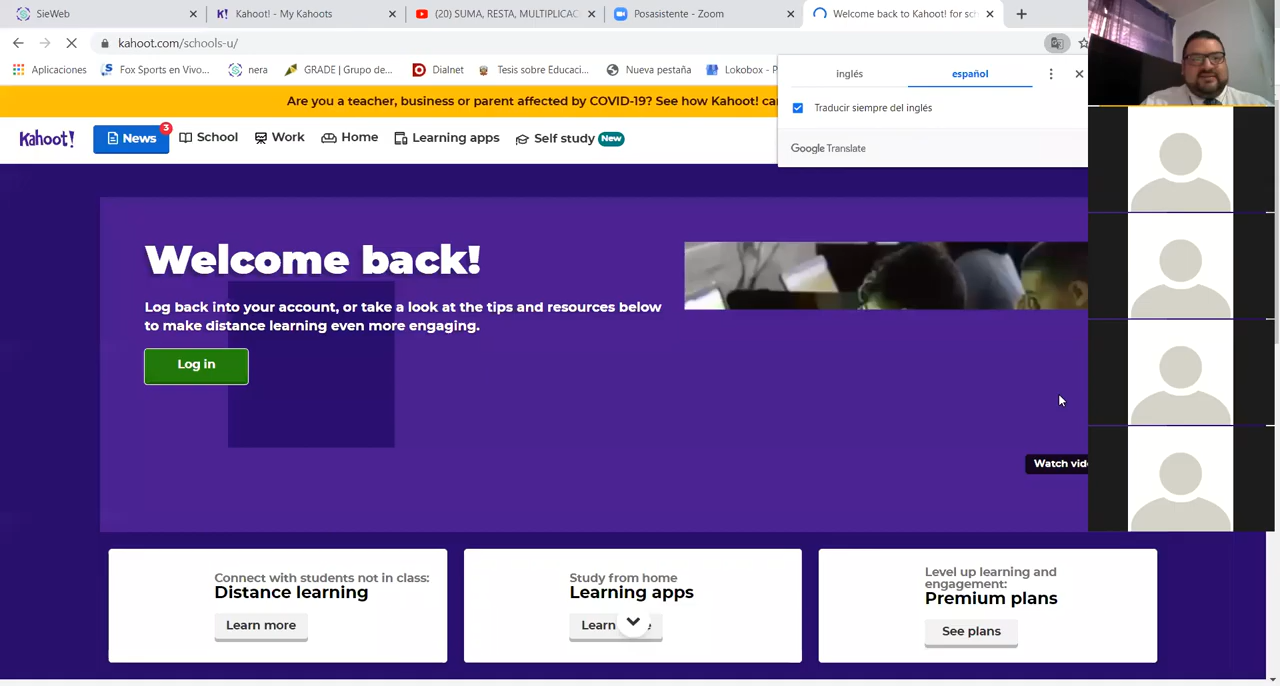 SieWeb
Kahoot! - My Kahoots
(20) SUMA, RESTA, MULTIPLICAC
Posasistente - Zoom
Welcome back to Kahoot! for sch
kahoot.com/schools-u/
Aplicaciones
Fox Sports en Vivo...
nera
GRADE | Grupo de...
Dialnet
Tesis sobre Educaci...
Nueva pestaña
Lokobox - P
inglés
español
Traducir siempre del inglés
Google Translate
Are you a teacher, business or parent affected by COVID-19? See how Kahoot! ca
Kahoot!
News
3
School
Work
Home
Learning apps
Self study
New
Welcome back!
Log back into your account, or take a look at the tips and resources below
to make distance learning even more engaging.
Log in
Watch vid
Connect with students not in class:
Distance learning
Learn more
Study from home
Learning apps
Learn
Level up learning and
engagement:
Premium plans
See plans